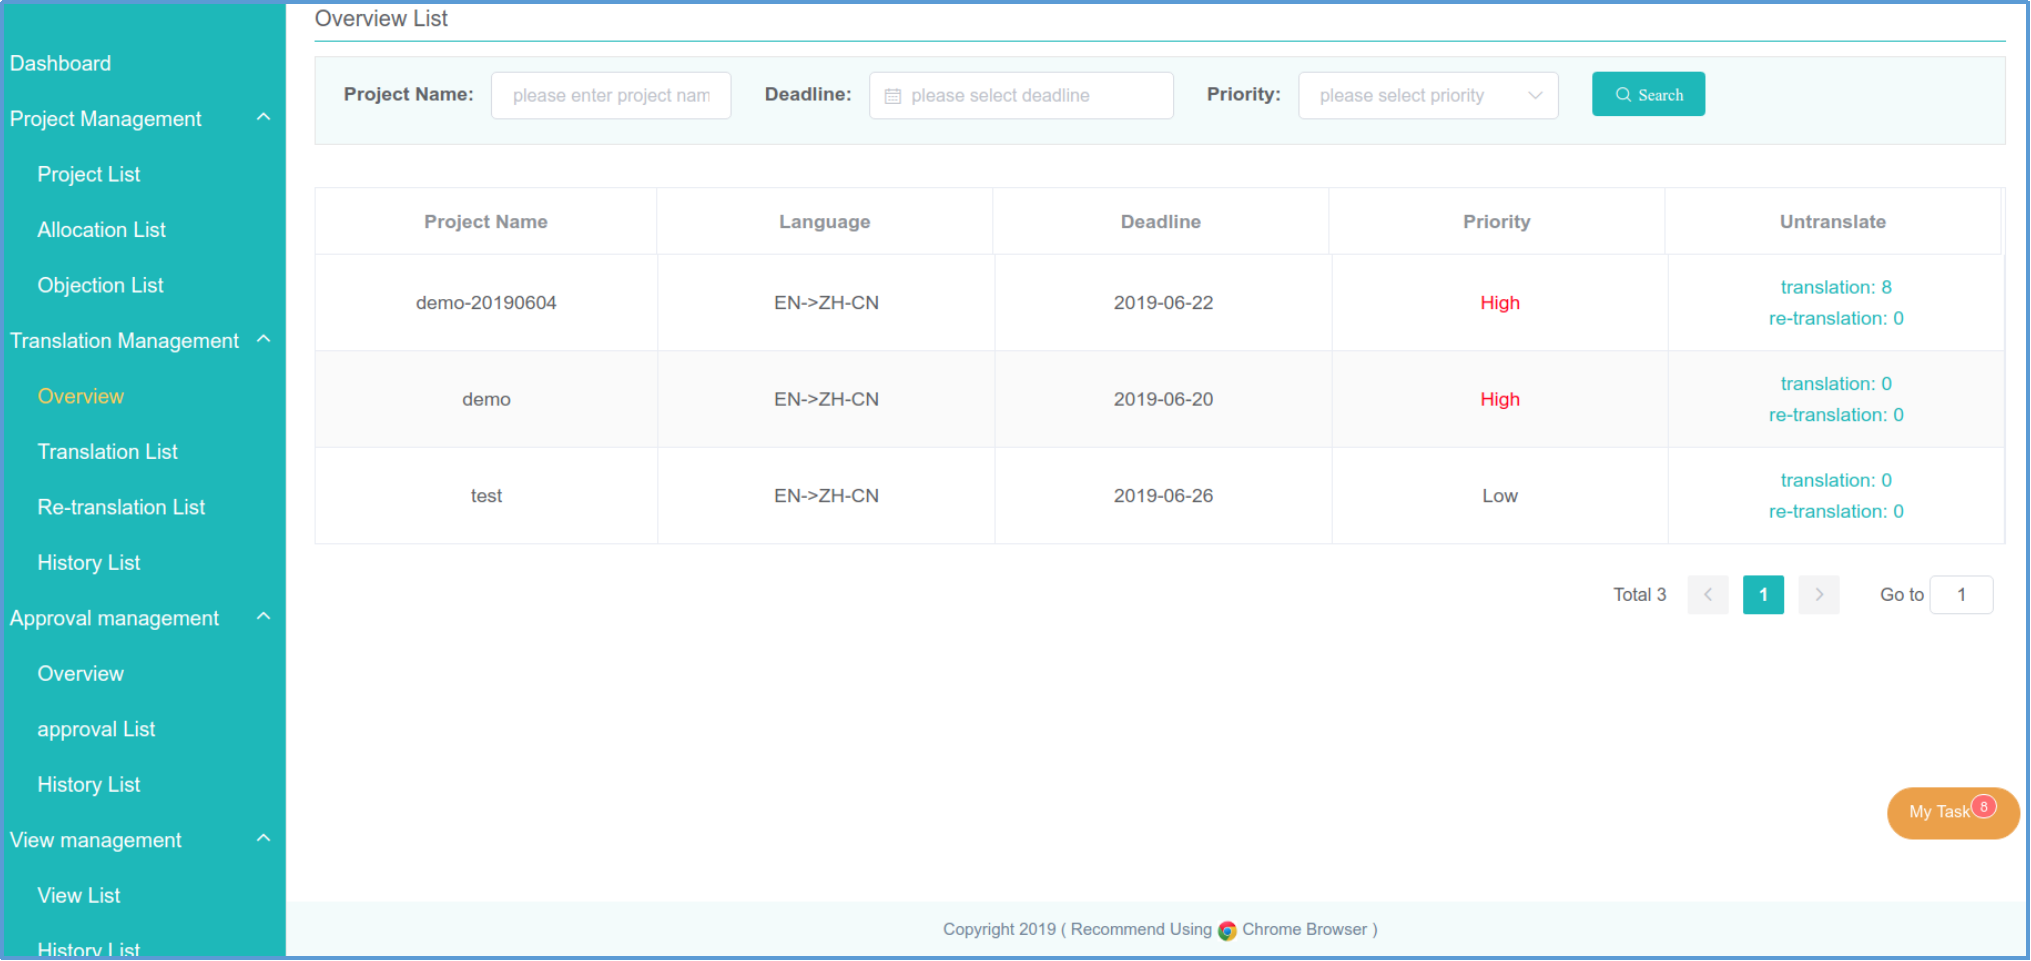 Overview List
Dashboard
Project Management
Project List
Allocation List
Objection List
Translation Management
Overview
Translation List
Re-translation List
History List
Approval management
Overview
approval List
History List
View management
View List
History List
Project Name: please enter project nam Deadline: please select deadline Priority: please select priority Search
Project Name Language Deadline Priority Untranslate
demo-20190604 EN->ZH-CN 2019-06-22 High translation: 8
re-translation: 0
demo EN->ZH-CN 2019-06-20 High translation: 0
re-translation: 0
test EN->ZH-CN 2019-06-26 Low translation: 0
re-translation: 0
Total 3 < 1 > Go to 1
My Task 8
Copyright 2019 ( Recommend Using Chrome Browser )